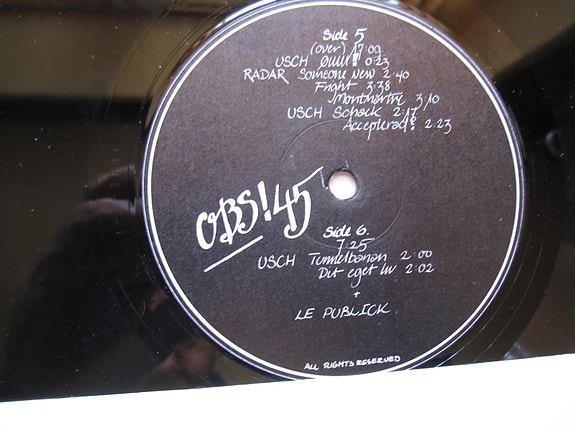 Side 5
(over) 17:09
USCH Øuur! 0:23
RADAR Someone New 2:40
Fright 3:38
Montmartre 3:10
USCH Schack 2:17
Accepterad? 2:23
OBS! 45
Side 6.
7:25
USCH Tunnelbanan 2:00
Dit eget liv 2:02
+
LE PUBLICK
ALL RIGHTS RESERVED